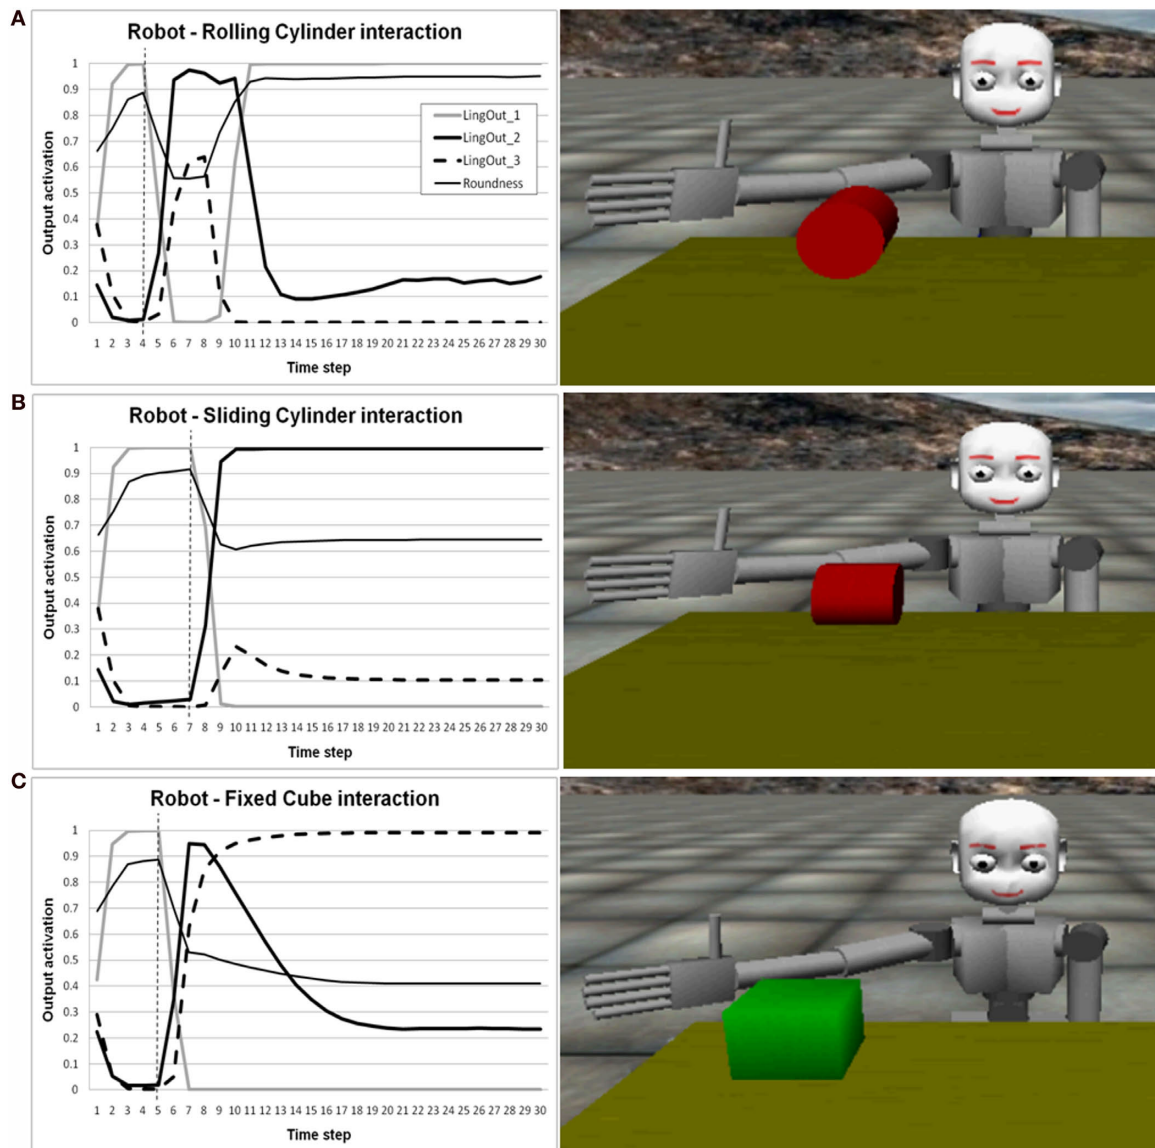 A
Robot - Rolling Cylinder interaction
1
0.9
0.8
0.7
0.6
0.5
0.4
0.3
0.2
0.1
0
Output activation
LingOut_1
LingOut_2
LingOut_3
Roundness
1 2 3 4 5 6 7 8 9 10 11 12 13 14 15 16 17 18 19 20 21 22 23 24 25 26 27 28 29 30
Time step
B
Robot - Sliding Cylinder interaction
1
0.9
0.8
0.7
0.6
0.5
0.4
0.3
0.2
0.1
0
Output activation
1 2 3 4 5 6 7 8 9 10 11 12 13 14 15 16 17 18 19 20 21 22 23 24 25 26 27 28 29 30
Time step
C
Robot - Fixed Cube interaction
1
0.9
0.8
0.7
0.6
0.5
0.4
0.3
0.2
0.1
0
Output activation
1 2 3 4 5 6 7 8 9 10 11 12 13 14 15 16 17 18 19 20 21 22 23 24 25 26 27 28 29 30
Time step